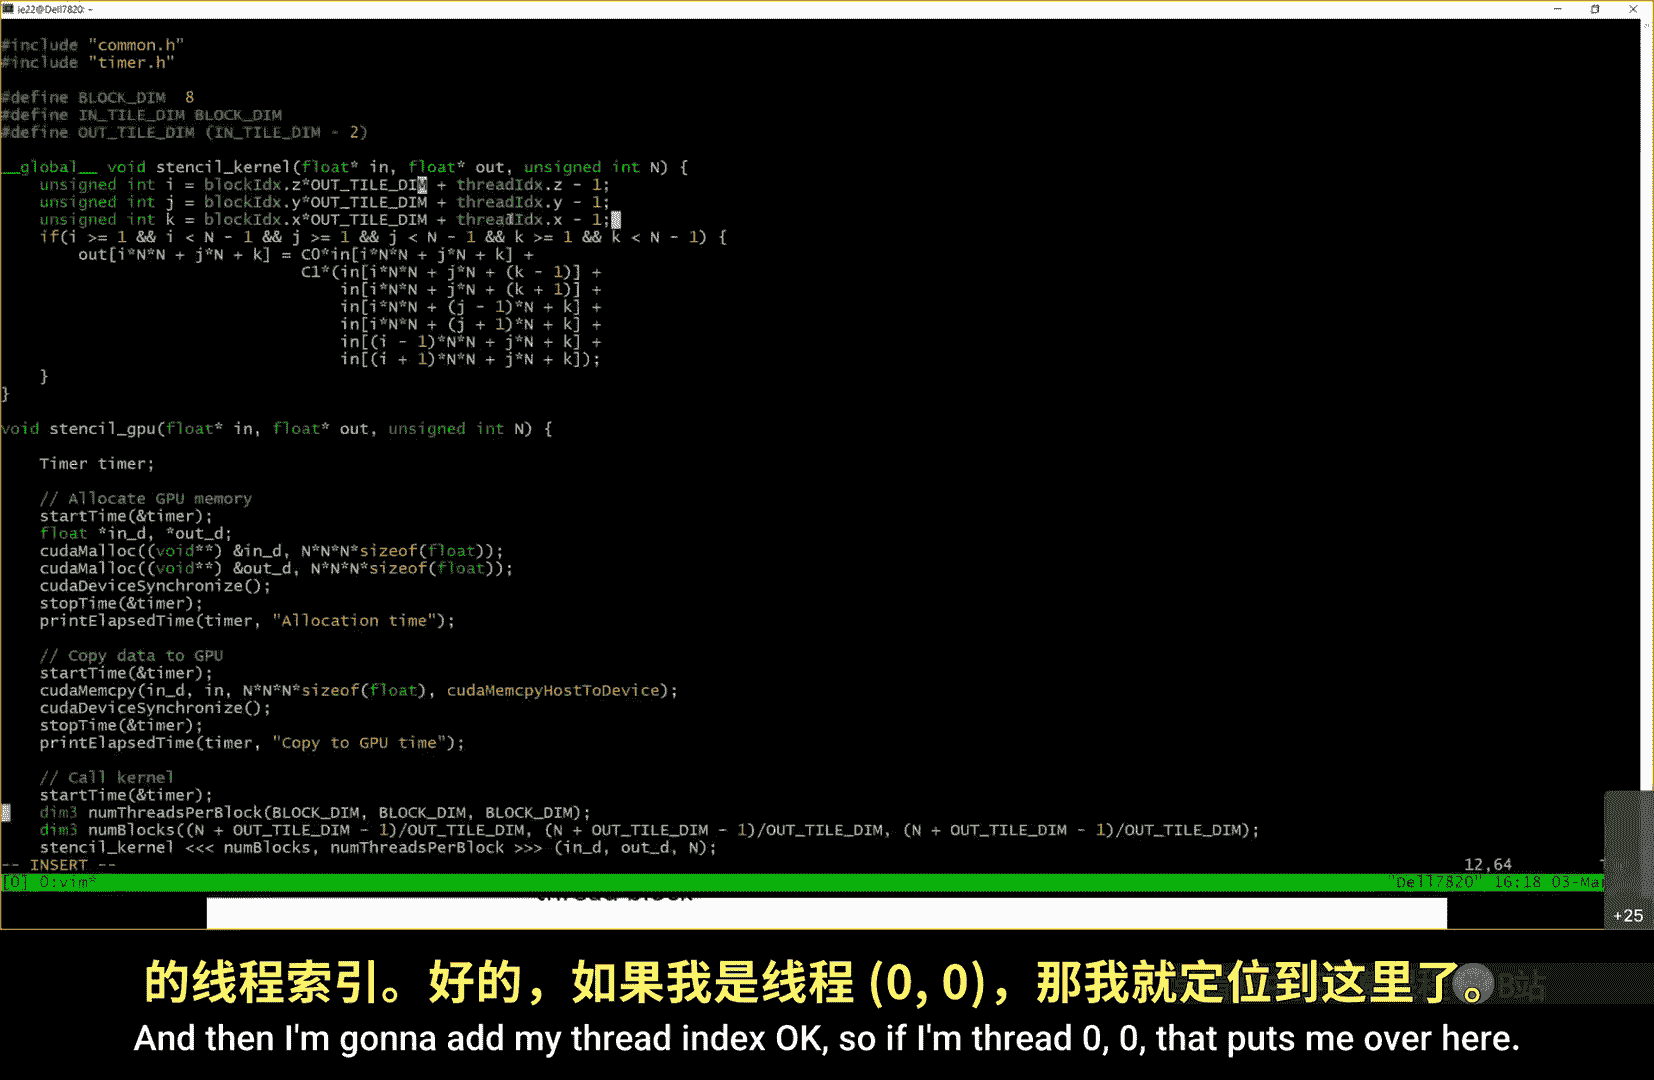 ie22@Dell7820: ~
#include "common.h"
#include "timer.h"
#define BLOCK_DIM  8
#define IN_TILE_DIM BLOCK_DIM
#define OUT_TILE_DIM (IN_TILE_DIM - 2)
__global__ void stencil_kernel(float* in, float* out, unsigned int N) {
    unsigned int i = blockIdx.z*OUT_TILE_DIM + threadIdx.z - 1;
    unsigned int j = blockIdx.y*OUT_TILE_DIM + threadIdx.y - 1;
    unsigned int k = blockIdx.x*OUT_TILE_DIM + threadIdx.x - 1;
    if(i >= 1 && i < N - 1 && j >= 1 && j < N - 1 && k >= 1 && k < N - 1) {
        out[i*N*N + j*N + k] = C0*in[i*N*N + j*N + k] +
                               C1*(in[i*N*N + j*N + (k - 1)] +
                                   in[i*N*N + j*N + (k + 1)] +
                                   in[i*N*N + (j - 1)*N + k] +
                                   in[i*N*N + (j + 1)*N + k] +
                                   in[(i - 1)*N*N + j*N + k] +
                                   in[(i + 1)*N*N + j*N + k]);
    }
}
void stencil_gpu(float* in, float* out, unsigned int N) {
    Timer timer;
    // Allocate GPU memory
    startTime(&timer);
    float *in_d, *out_d;
    cudaMalloc((void**) &in_d, N*N*N*sizeof(float));
    cudaMalloc((void**) &out_d, N*N*N*sizeof(float));
    cudaDeviceSynchronize();
    stopTime(&timer);
    printElapsedTime(timer, "Allocation time");
    // Copy data to GPU
    startTime(&timer);
    cudaMemcpy(in_d, in, N*N*N*sizeof(float), cudaMemcpyHostToDevice);
    cudaDeviceSynchronize();
    stopTime(&timer);
    printElapsedTime(timer, "Copy to GPU time");
    // Call kernel
    startTime(&timer);
    dim3 numThreadsPerBlock(BLOCK_DIM, BLOCK_DIM, BLOCK_DIM);
    dim3 numBlocks((N + OUT_TILE_DIM - 1)/OUT_TILE_DIM, (N + OUT_TILE_DIM - 1)/OUT_TILE_DIM, (N + OUT_TILE_DIM - 1)/OUT_TILE_DIM);
    stencil_kernel <<< numBlocks, numThreadsPerBlock >>> (in_d, out_d, N);
-- INSERT -- 12,64
[0] 0:vim* "Dell7820" 16:18 03-Mar
thread block
+25
的线程索引。好的，如果我是线程 (0, 0)，那我就定位到这里了。
And then I'm gonna add my thread index OK, so if I'm thread 0, 0, that puts me over here.